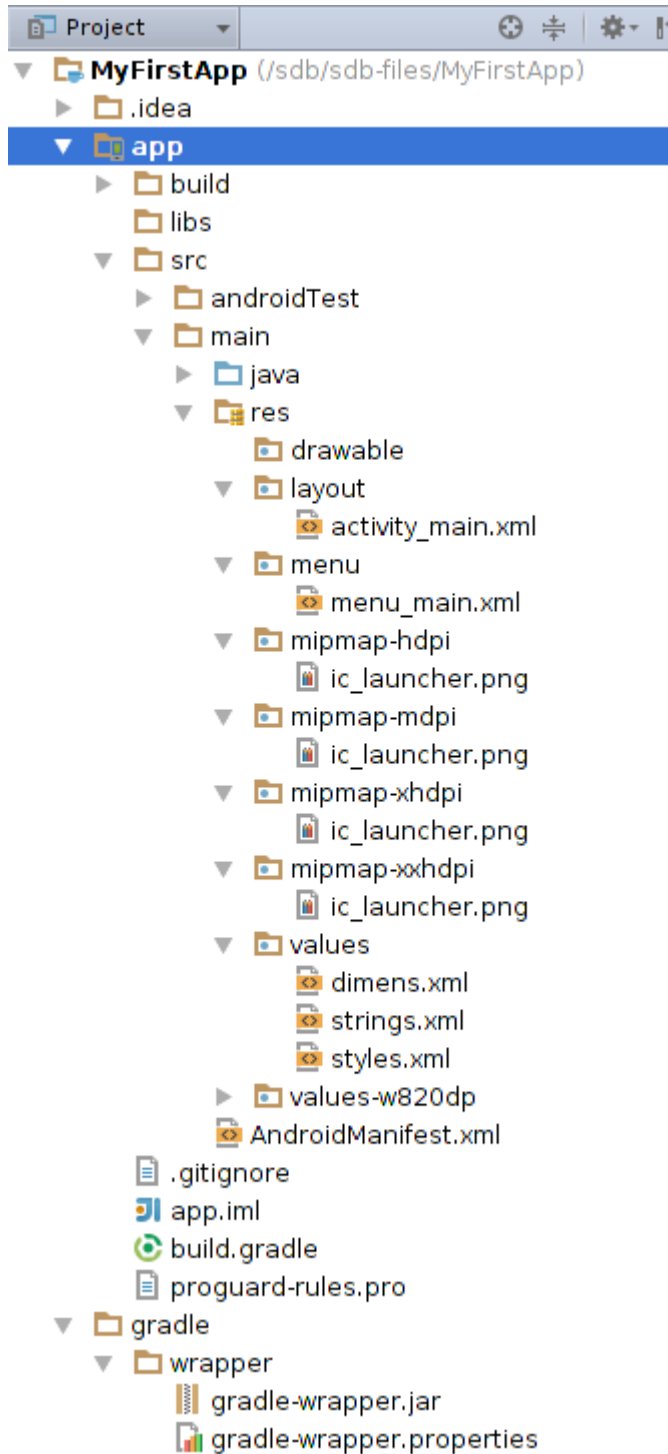 Project
MyFirstApp (/sdb/sdb-files/MyFirstApp)
.idea
app
build
libs
src
androidTest
main
java
res
drawable
layout
activity_main.xml
menu
menu_main.xml
mipmap-hdpi
ic_launcher.png
mipmap-mdpi
ic_launcher.png
mipmap-xhdpi
ic_launcher.png
mipmap-xxhdpi
ic_launcher.png
values
dimens.xml
strings.xml
styles.xml
values-w820dp
AndroidManifest.xml
.gitignore
app.iml
build.gradle
proguard-rules.pro
gradle
wrapper
gradle-wrapper.jar
gradle-wrapper.properties